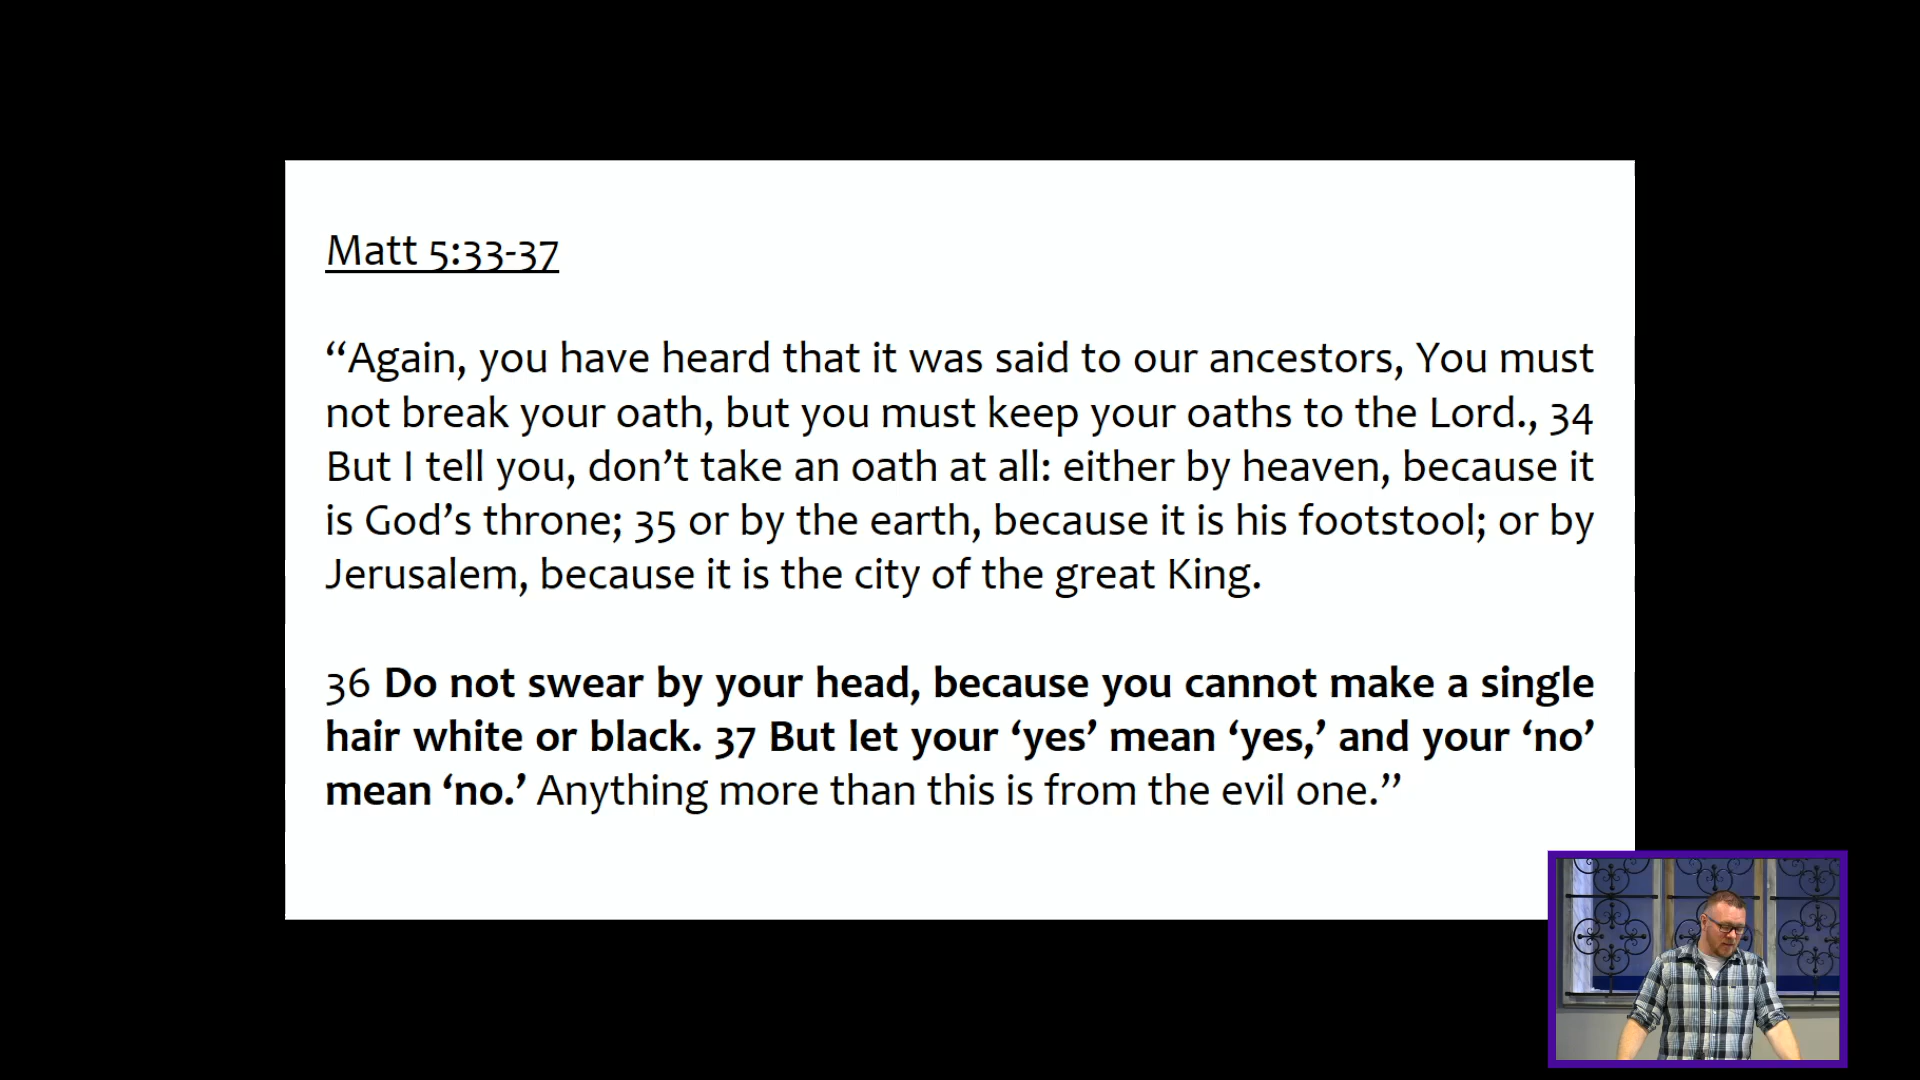 Matt 5:33-37
“Again, you have heard that it was said to our ancestors, You must
not break your oath, but you must keep your oaths to the Lord., 34
But I tell you, don’t take an oath at all: either by heaven, because it
is God’s throne; 35 or by the earth, because it is his footstool; or by
Jerusalem, because it is the city of the great King.
36 Do not swear by your head, because you cannot make a single
hair white or black. 37 But let your ‘yes’ mean ‘yes,’ and your ‘no’
mean ‘no.’ Anything more than this is from the evil one.”